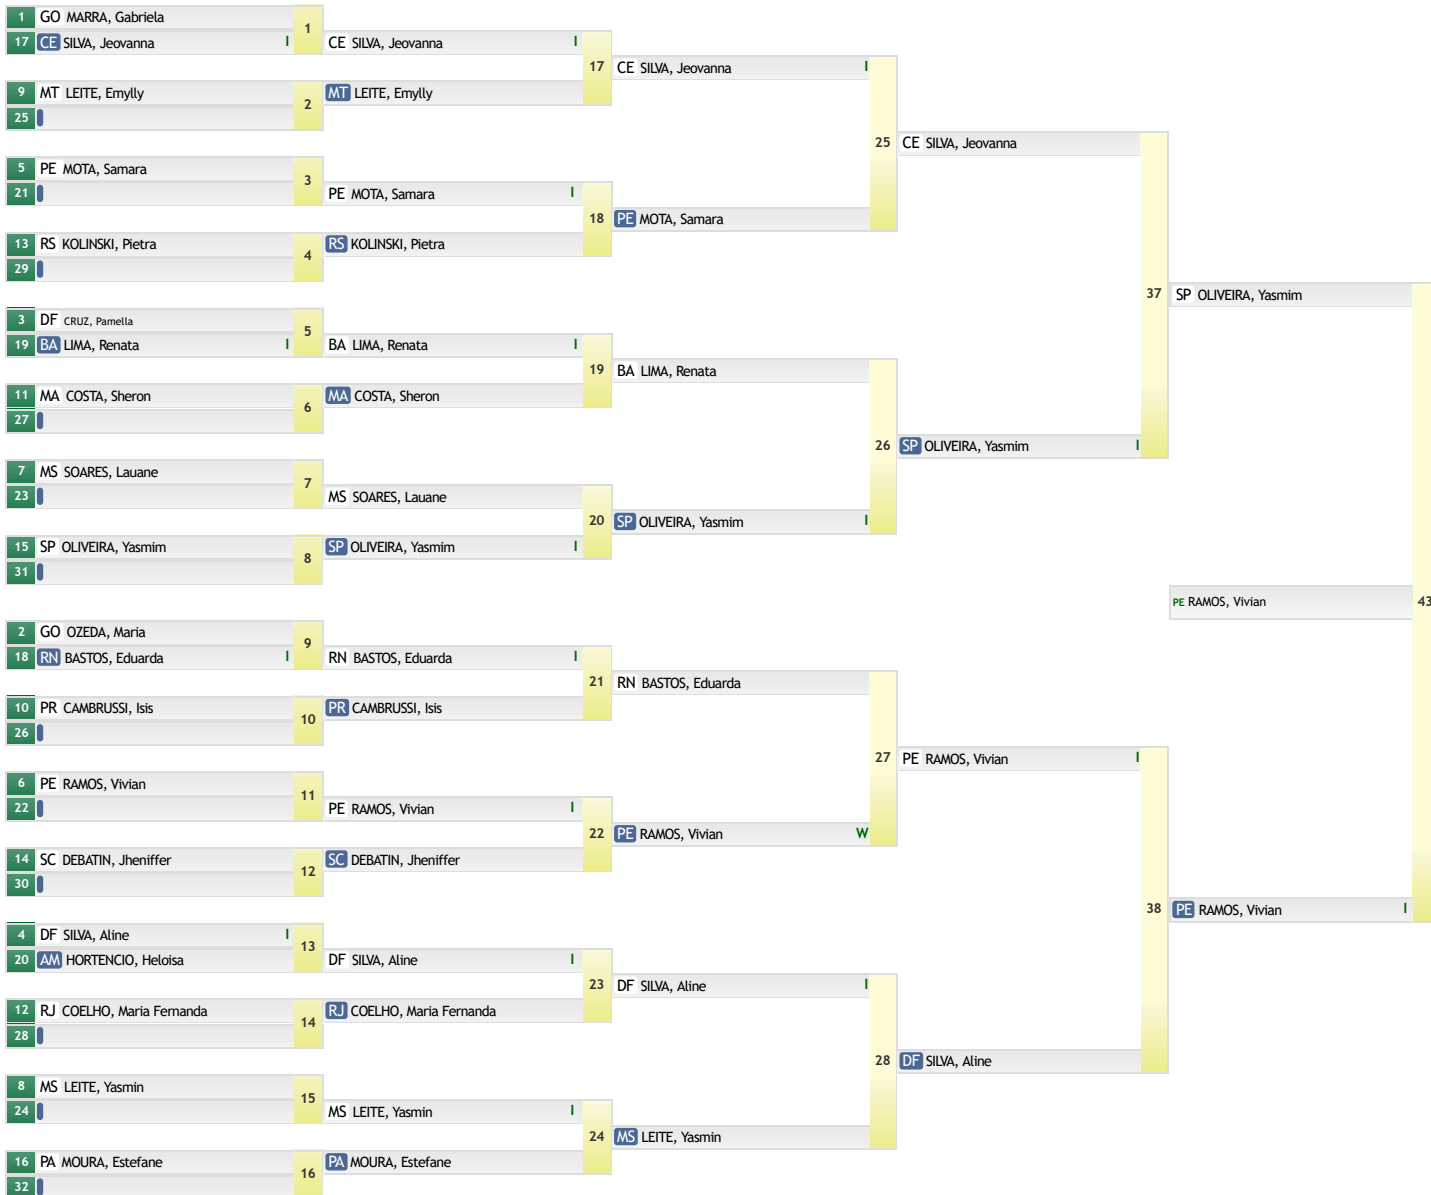 1 GO MARRA, Gabriela
1
17 CE SILVA, Jeovanna I
CE SILVA, Jeovanna I
17
CE SILVA, Jeovanna I
9 MT LEITE, Emylly
2
MT LEITE, Emylly
25
25
CE SILVA, Jeovanna
5 PE MOTA, Samara
3
21
PE MOTA, Samara I
18
PE MOTA, Samara
13 RS KOLINSKI, Pietra
4
RS KOLINSKI, Pietra
29
37
SP OLIVEIRA, Yasmim
3 DF CRUZ, Pamella
5
19 BA LIMA, Renata I
BA LIMA, Renata I
19
BA LIMA, Renata
11 MA COSTA, Sheron
6
MA COSTA, Sheron
27
26
SP OLIVEIRA, Yasmim I
7 MS SOARES, Lauane
7
23
MS SOARES, Lauane
20
SP OLIVEIRA, Yasmim I
15 SP OLIVEIRA, Yasmim
8
SP OLIVEIRA, Yasmim I
31
PE RAMOS, Vivian
43
2 GO OZEDA, Maria
9
18 RN BASTOS, Eduarda I
RN BASTOS, Eduarda I
21
RN BASTOS, Eduarda
10 PR CAMBRUSSI, Isis
10
PR CAMBRUSSI, Isis
26
27
PE RAMOS, Vivian I
6 PE RAMOS, Vivian
11
22
PE RAMOS, Vivian I
22
PE RAMOS, Vivian W
14 SC DEBATIN, Jheniffer
12
SC DEBATIN, Jheniffer
30
38
PE RAMOS, Vivian I
4 DF SILVA, Aline I
13
20 AM HORTENCIO, Heloisa
DF SILVA, Aline I
23
DF SILVA, Aline I
12 RJ COELHO, Maria Fernanda
14
RJ COELHO, Maria Fernanda
28
28
DF SILVA, Aline
8 MS LEITE, Yasmin
15
24
MS LEITE, Yasmin I
24
MS LEITE, Yasmin
16 PA MOURA, Estefane
16
PA MOURA, Estefane
32